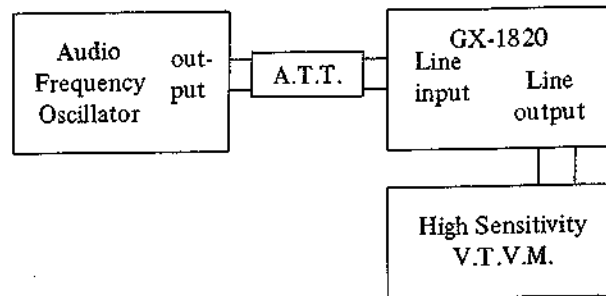 Audio
Frequency
Oscillator
out-
put
A.T.T.
GX-1820
Line
input
Line
output
High Sensitivity
V.T.V.M.